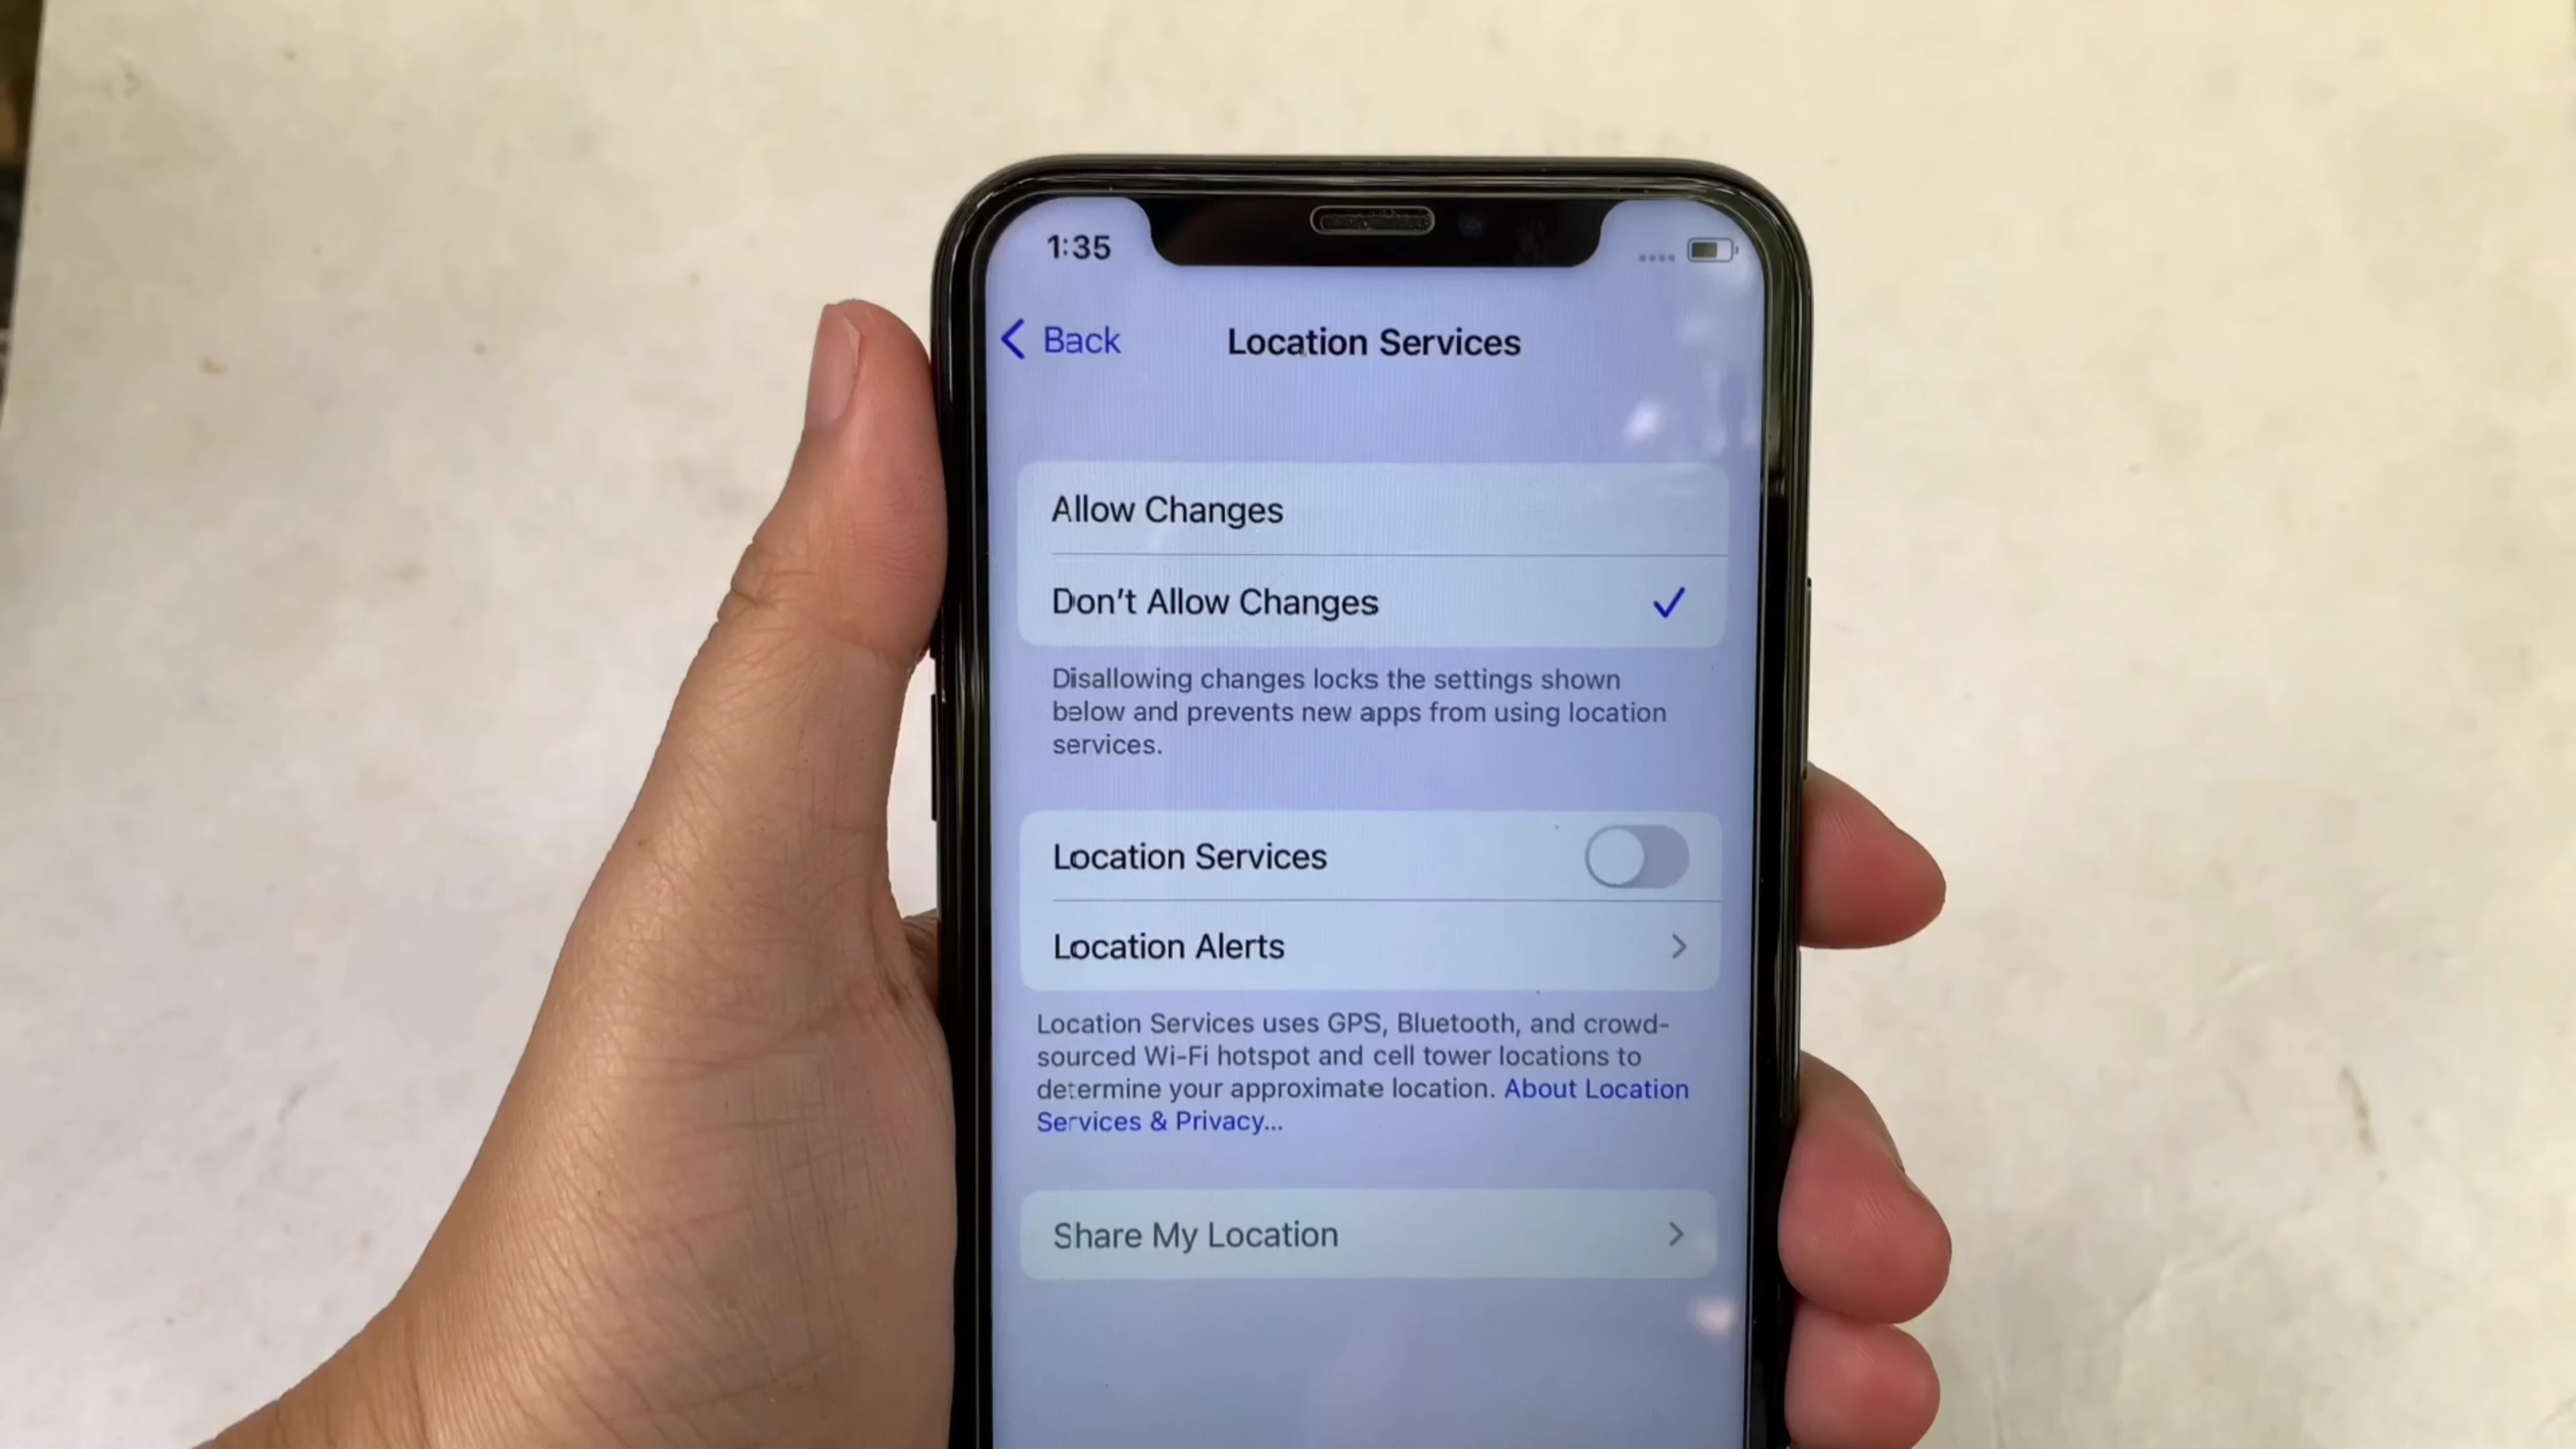 1:35
Back
Location Services
Allow Changes
Don't Allow Changes
Disallowing changes locks the settings shown
below and prevents new apps from using location
services.
Location Services
Location Alerts
Location Services uses GPS, Bluetooth, and crowd-
sourced Wi-Fi hotspot and cell tower locations to
determine your approximate location. About Location
Services & Privacy...
Share My Location